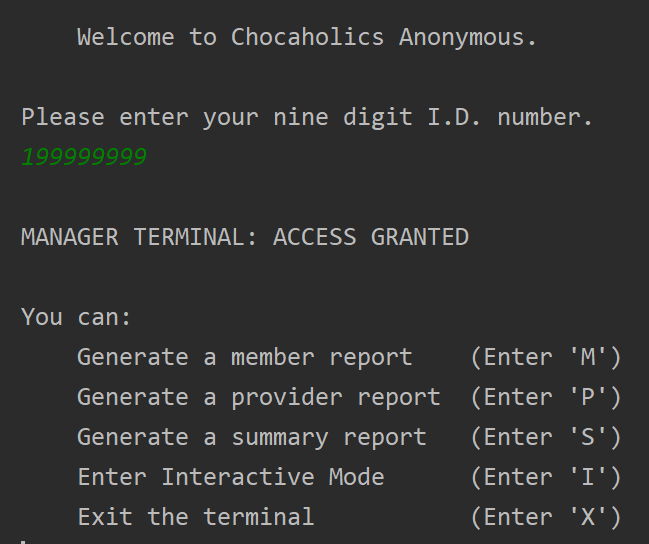 Welcome to Chocaholics Anonymous.
Please enter your nine digit I.D. number.
199999999
MANAGER TERMINAL: ACCESS GRANTED
You can:
Generate a member report (Enter 'M')
Generate a provider report (Enter 'P')
Generate a summary report (Enter 'S')
Enter Interactive Mode (Enter 'I')
Exit the terminal (Enter 'X')